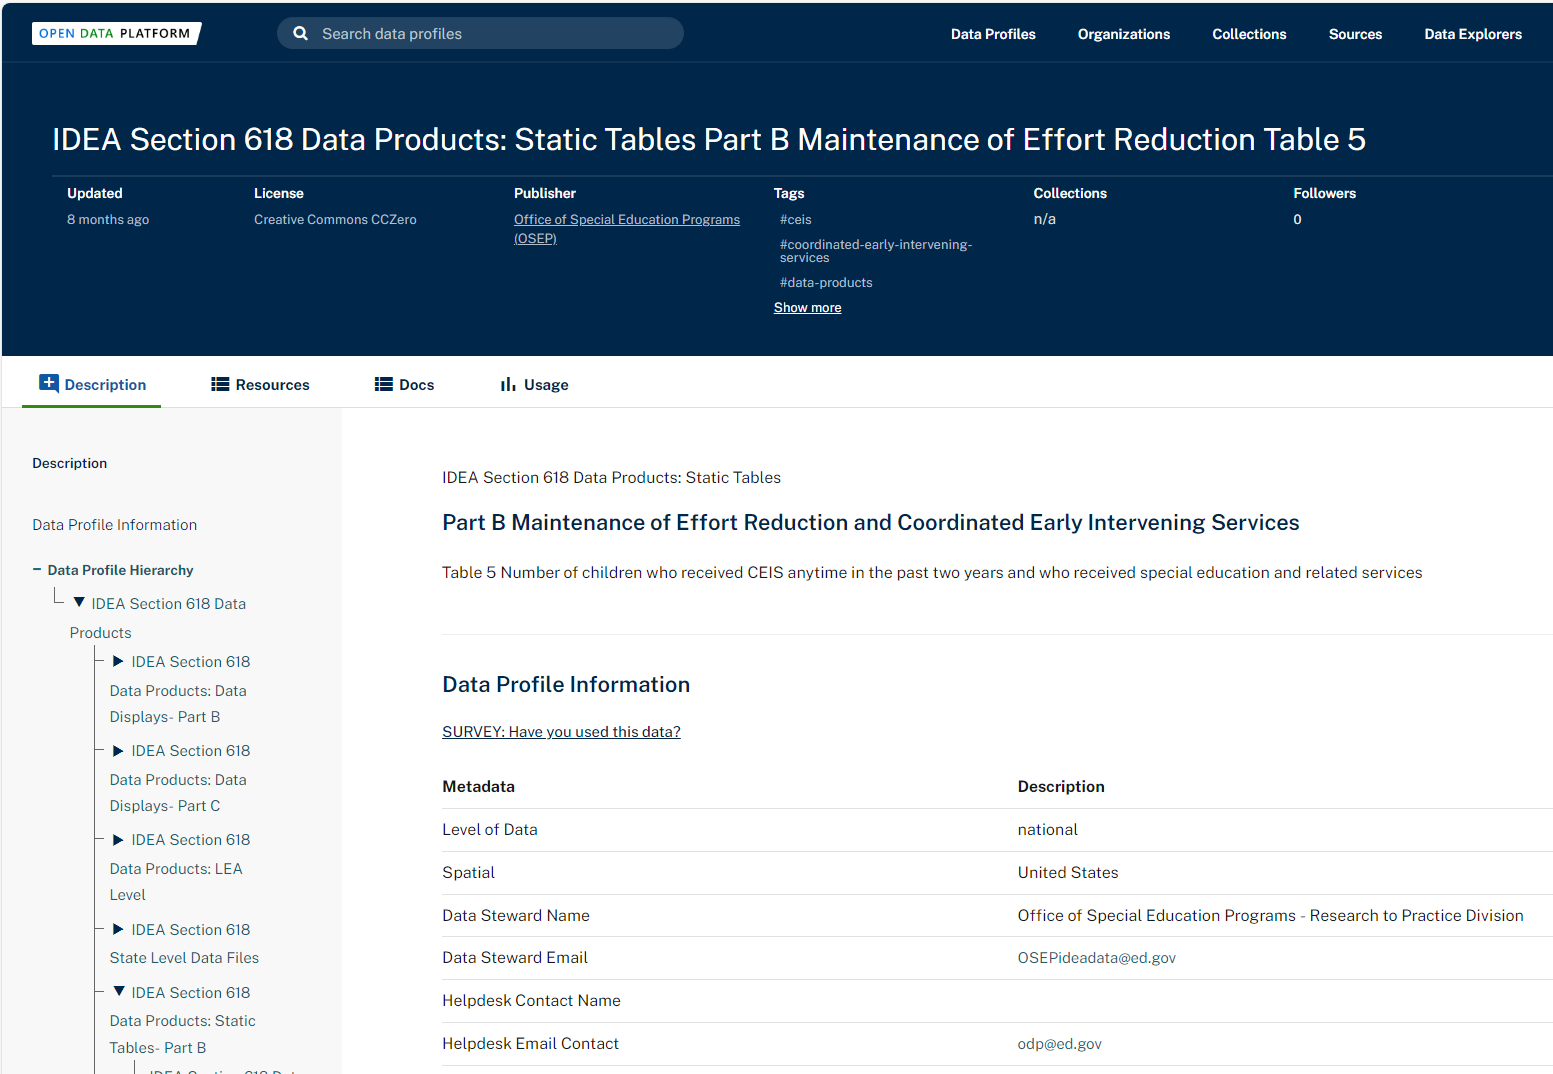 OPEN DATA PLATFORM
Search data profiles
Data Profiles
Organizations
Collections
Sources
Data Explorers
IDEA Section 618 Data Products: Static Tables Part B Maintenance of Effort Reduction Table 5
Updated
8 months ago
License
Creative Commons CCZero
Publisher
Office of Special Education Programs
(OSEP)
Tags
#ceis
#coordinated-early-intervening-
services
#data-products
Show more
Collections
n/a
Followers
0
Description
Resources
Docs
Usage
Description
Data Profile Information
− Data Profile Hierarchy
IDEA Section 618 Data
Products
IDEA Section 618
Data Products: Data
Displays- Part B
IDEA Section 618
Data Products: Data
Displays- Part C
IDEA Section 618
Data Products: LEA
Level
IDEA Section 618
State Level Data Files
IDEA Section 618
Data Products: Static
Tables- Part B
IDEA Section 618 Data Products: Static Tables
Part B Maintenance of Effort Reduction and Coordinated Early Intervening Services
Table 5 Number of children who received CEIS anytime in the past two years and who received special education and related services
Data Profile Information
SURVEY: Have you used this data?
Metadata
Description
Level of Data
national
Spatial
United States
Data Steward Name
Office of Special Education Programs - Research to Practice Division
Data Steward Email
OSEPideadata@ed.gov
Helpdesk Contact Name
Helpdesk Email Contact
odp@ed.gov